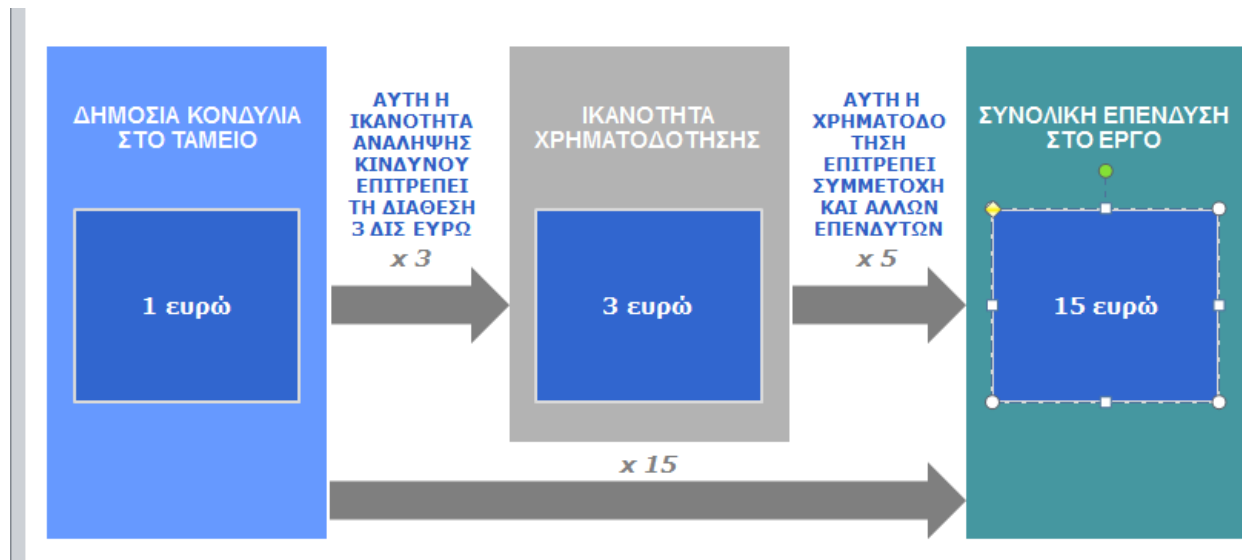 ΔΗΜΟΣΙΑ ΚΟΝΔΥΛΙΑ
ΣΤΟ ΤΑΜΕΙΟ
1 ευρώ
ΑΥΤΗ Η
ΙΚΑΝΟΤΗΤΑ
ΑΝΑΛΗΨΗΣ
ΚΙΝΔΥΝΟΥ
ΕΠΙΤΡΕΠΕΙ
ΤΗ ΔΙΑΘΕΣΗ
3 ΔΙΣ ΕΥΡΩ
x 3
ΙΚΑΝΟΤΗΤΑ
ΧΡΗΜΑΤΟΔΟΤΗΣΗΣ
3 ευρώ
ΑΥΤΗ Η
ΧΡΗΜΑΤΟΔΟ
ΤΗΣΗ
ΕΠΙΤΡΕΠΕΙ
ΣΥΜΜΕΤΟΧΗ
ΚΑΙ ΑΛΛΩΝ
ΕΠΕΝΔΥΤΩΝ
x 5
ΣΥΝΟΛΙΚΗ ΕΠΕΝΔΥΣΗ
ΣΤΟ ΕΡΓΟ
15 ευρώ
x 15